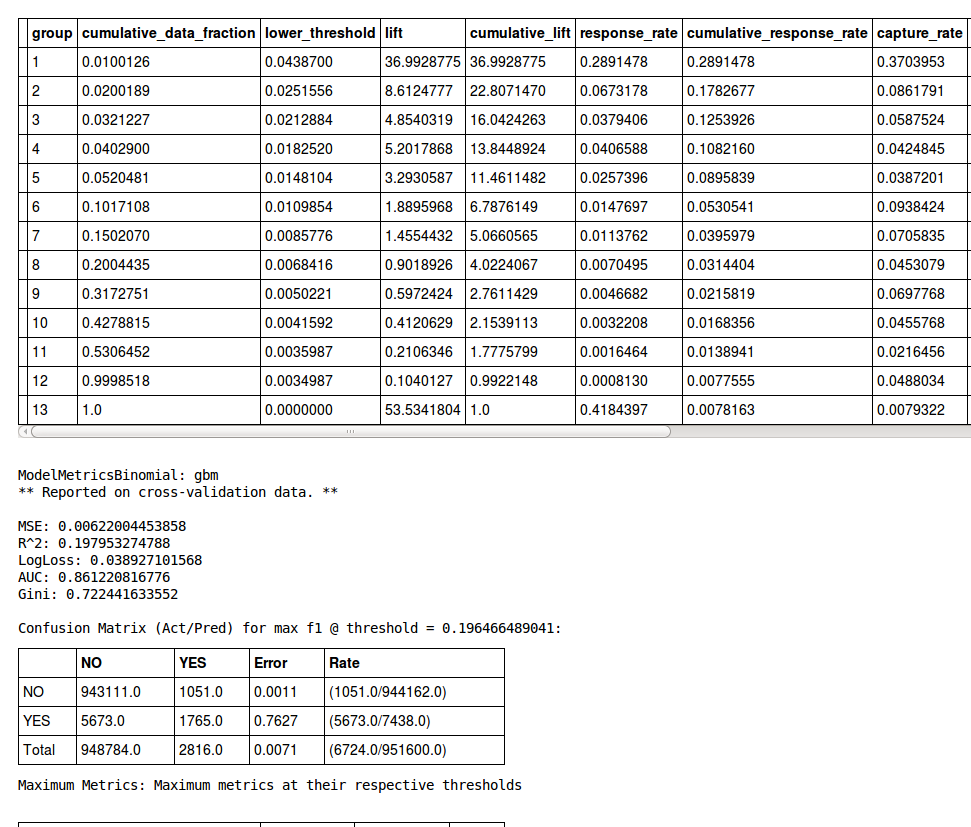 group cumulative_data_fraction lower_threshold lift cumulative_lift response_rate cumulative_response_rate capture_rate
1 0.0100126 0.0438700 36.9928775 36.9928775 0.2891478 0.2891478 0.3703953
2 0.0200189 0.0251556 8.6124777 22.8071470 0.0673178 0.1782677 0.0861791
3 0.0321227 0.0212884 4.8540319 16.0424263 0.0379406 0.1253926 0.0587524
4 0.0402900 0.0182520 5.2017868 13.8448924 0.0406588 0.1082160 0.0424845
5 0.0520481 0.0148104 3.2930587 11.4611482 0.0257396 0.0895839 0.0387201
6 0.1017108 0.0109854 1.8895968 6.7876149 0.0147697 0.0530541 0.0938424
7 0.1502070 0.0085776 1.4554432 5.0660565 0.0113762 0.0395979 0.0705835
8 0.2004435 0.0068416 0.9018926 4.0224067 0.0070495 0.0314404 0.0453079
9 0.3172751 0.0050221 0.5972424 2.7611429 0.0046682 0.0215819 0.0697768
10 0.4278815 0.0041592 0.4120629 2.1539113 0.0032208 0.0168356 0.0455768
11 0.5306452 0.0035987 0.2106346 1.7775799 0.0016464 0.0138941 0.0216456
12 0.9998518 0.0034987 0.1040127 0.9922148 0.0008130 0.0077555 0.0488034
13 1.0 0.0000000 53.5341804 1.0 0.4184397 0.0078163 0.0079322
ModelMetricsBinomial: gbm
** Reported on cross-validation data. **
MSE: 0.00622004453858
R^2: 0.197953274788
LogLoss: 0.038927101568
AUC: 0.861220816776
Gini: 0.722441633552
Confusion Matrix (Act/Pred) for max f1 @ threshold = 0.196466489041:
NO YES Error Rate
NO 943111.0 1051.0 0.0011 (1051.0/944162.0)
YES 5673.0 1765.0 0.7627 (5673.0/7438.0)
Total 948784.0 2816.0 0.0071 (6724.0/951600.0)
Maximum Metrics: Maximum metrics at their respective thresholds